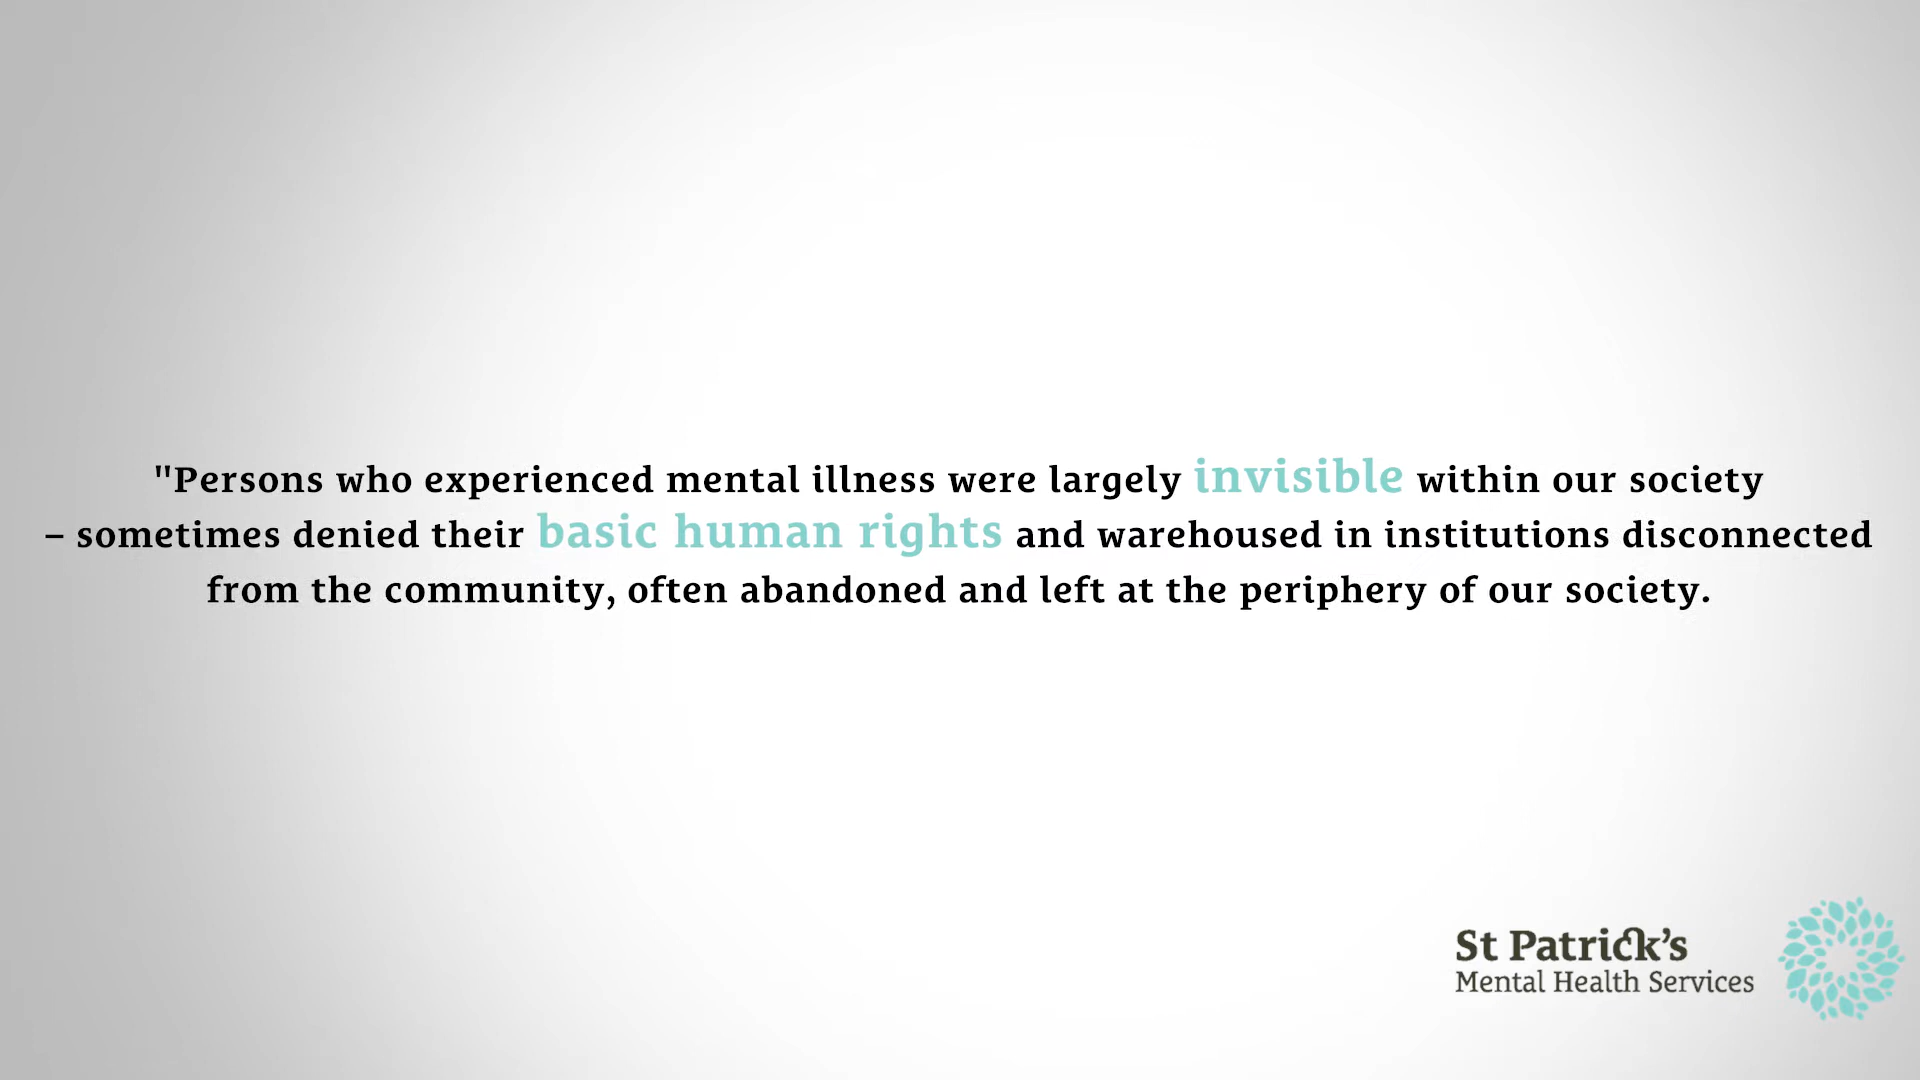 "Persons who experienced mental illness were largely invisible within our society
– sometimes denied their basic human rights and warehoused in institutions disconnected
from the community, often abandoned and left at the periphery of our society.
St Patrick's
Mental Health Services